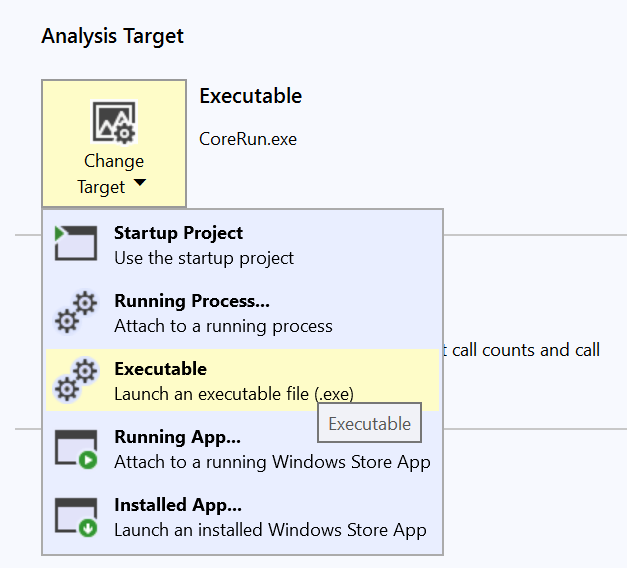 Analysis Target
Executable
CoreRun.exe
Change
Target
Startup Project
Use the startup project
Running Process...
Attach to a running process
t call counts and call
Executable
Launch an executable file (.exe)
Executable
Running App...
Attach to a running Windows Store App
Installed App...
Launch an installed Windows Store App